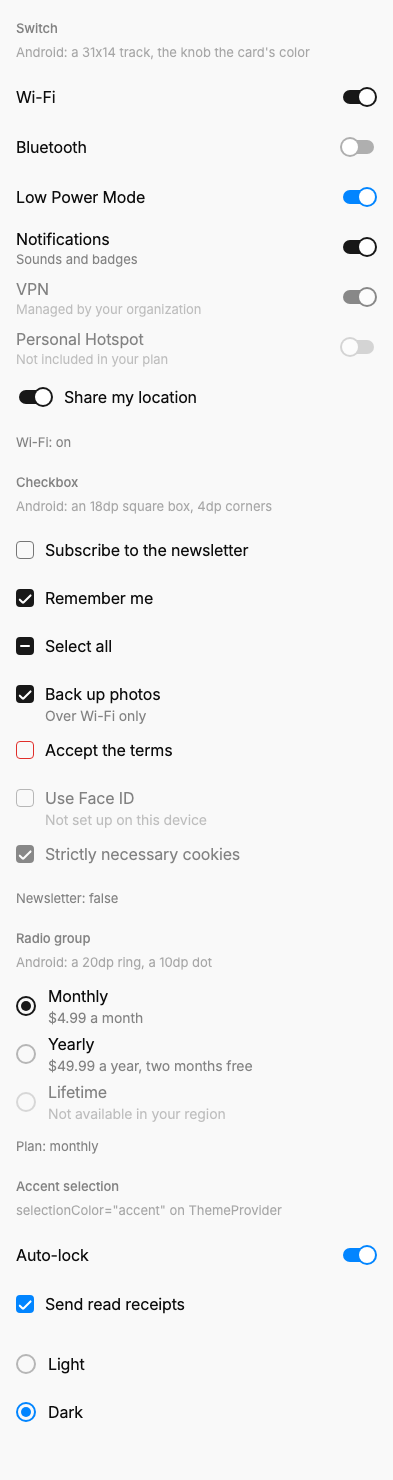 Switch
Android: a 31x14 track, the knob the card's color
Wi-Fi
Bluetooth
Low Power Mode
Notifications
Sounds and badges
VPN
Managed by your organization
Personal Hotspot
Not included in your plan
Share my location
Wi-Fi: on
Checkbox
Android: an 18dp square box, 4dp corners
Subscribe to the newsletter
Remember me
Select all
Back up photos
Over Wi-Fi only
Accept the terms
Use Face ID
Not set up on this device
Strictly necessary cookies
Newsletter: false
Radio group
Android: a 20dp ring, a 10dp dot
Monthly
$4.99 a month
Yearly
$49.99 a year, two months free
Lifetime
Not available in your region
Plan: monthly
Accent selection
selectionColor="accent" on ThemeProvider
Auto-lock
Send read receipts
Light
Dark